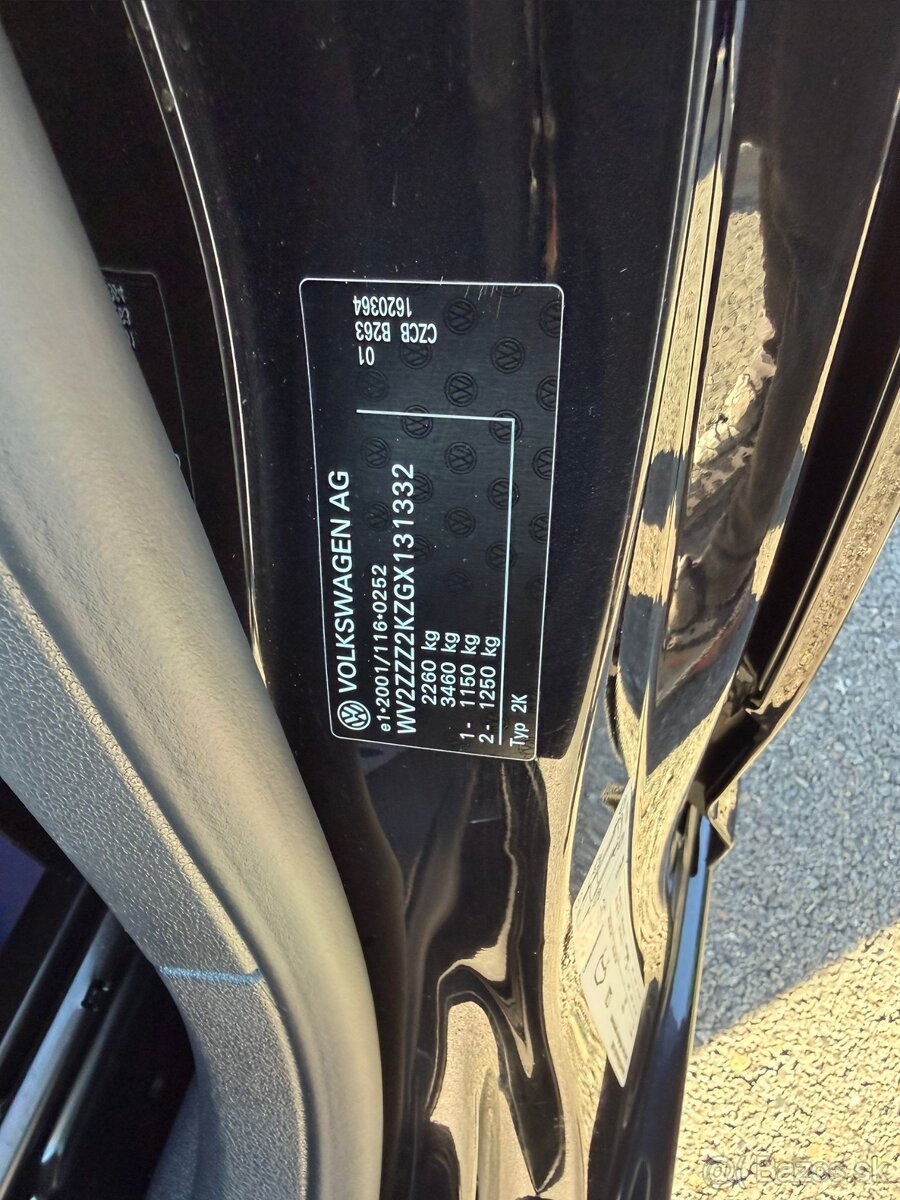 VOLKSWAGEN AG
e1*2001/116*0252
WV2ZZZ2KZGX131332
2260 kg
3460 kg
1- 1150 kg
2- 1250 kg
Typ 2K
01
CZCB B263
1620364
Bazos.sk